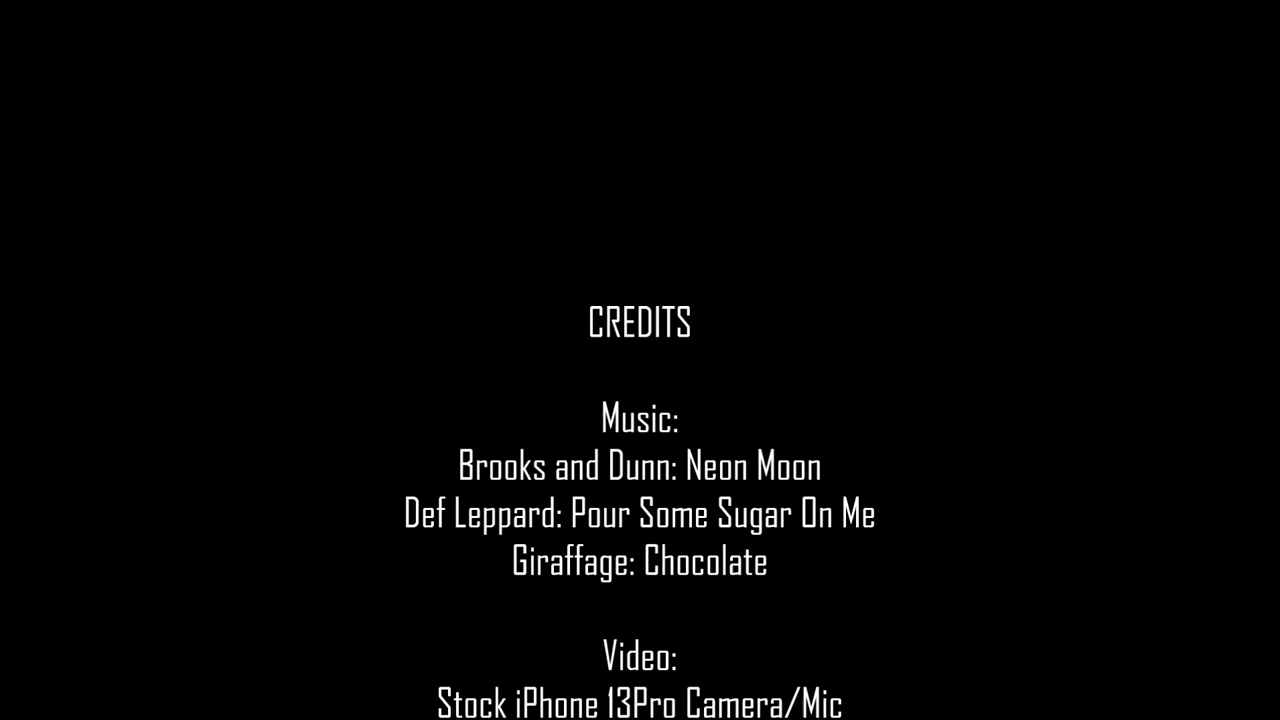 CREDITS
Music:
Brooks and Dunn: Neon Moon
Def Leppard: Pour Some Sugar On Me
Giraffage: Chocolate
Video:
Stock iPhone 13Pro Camera/Mic